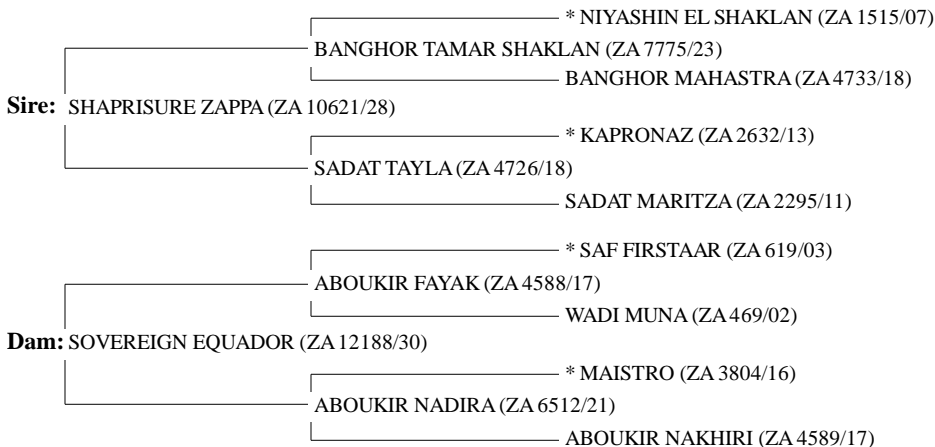 * NIYASHIN EL SHAKLAN (ZA 1515/07)
BANGHOR TAMAR SHAKLAN (ZA 7775/23)
BANGHOR MAHASTRA (ZA 4733/18)
Sire: SHAPRISURE ZAPPA (ZA 10621/28)
* KAPRONAZ (ZA 2632/13)
SADAT TAYLA (ZA 4726/18)
SADAT MARITZA (ZA 2295/11)
* SAF FIRSTAAR (ZA 619/03)
ABOUKIR FAYAK (ZA 4588/17)
WADI MUNA (ZA 469/02)
Dam: SOVEREIGN EQUADOR (ZA 12188/30)
* MAISTRO (ZA 3804/16)
ABOUKIR NADIRA (ZA 6512/21)
ABOUKIR NAKHIRI (ZA 4589/17)